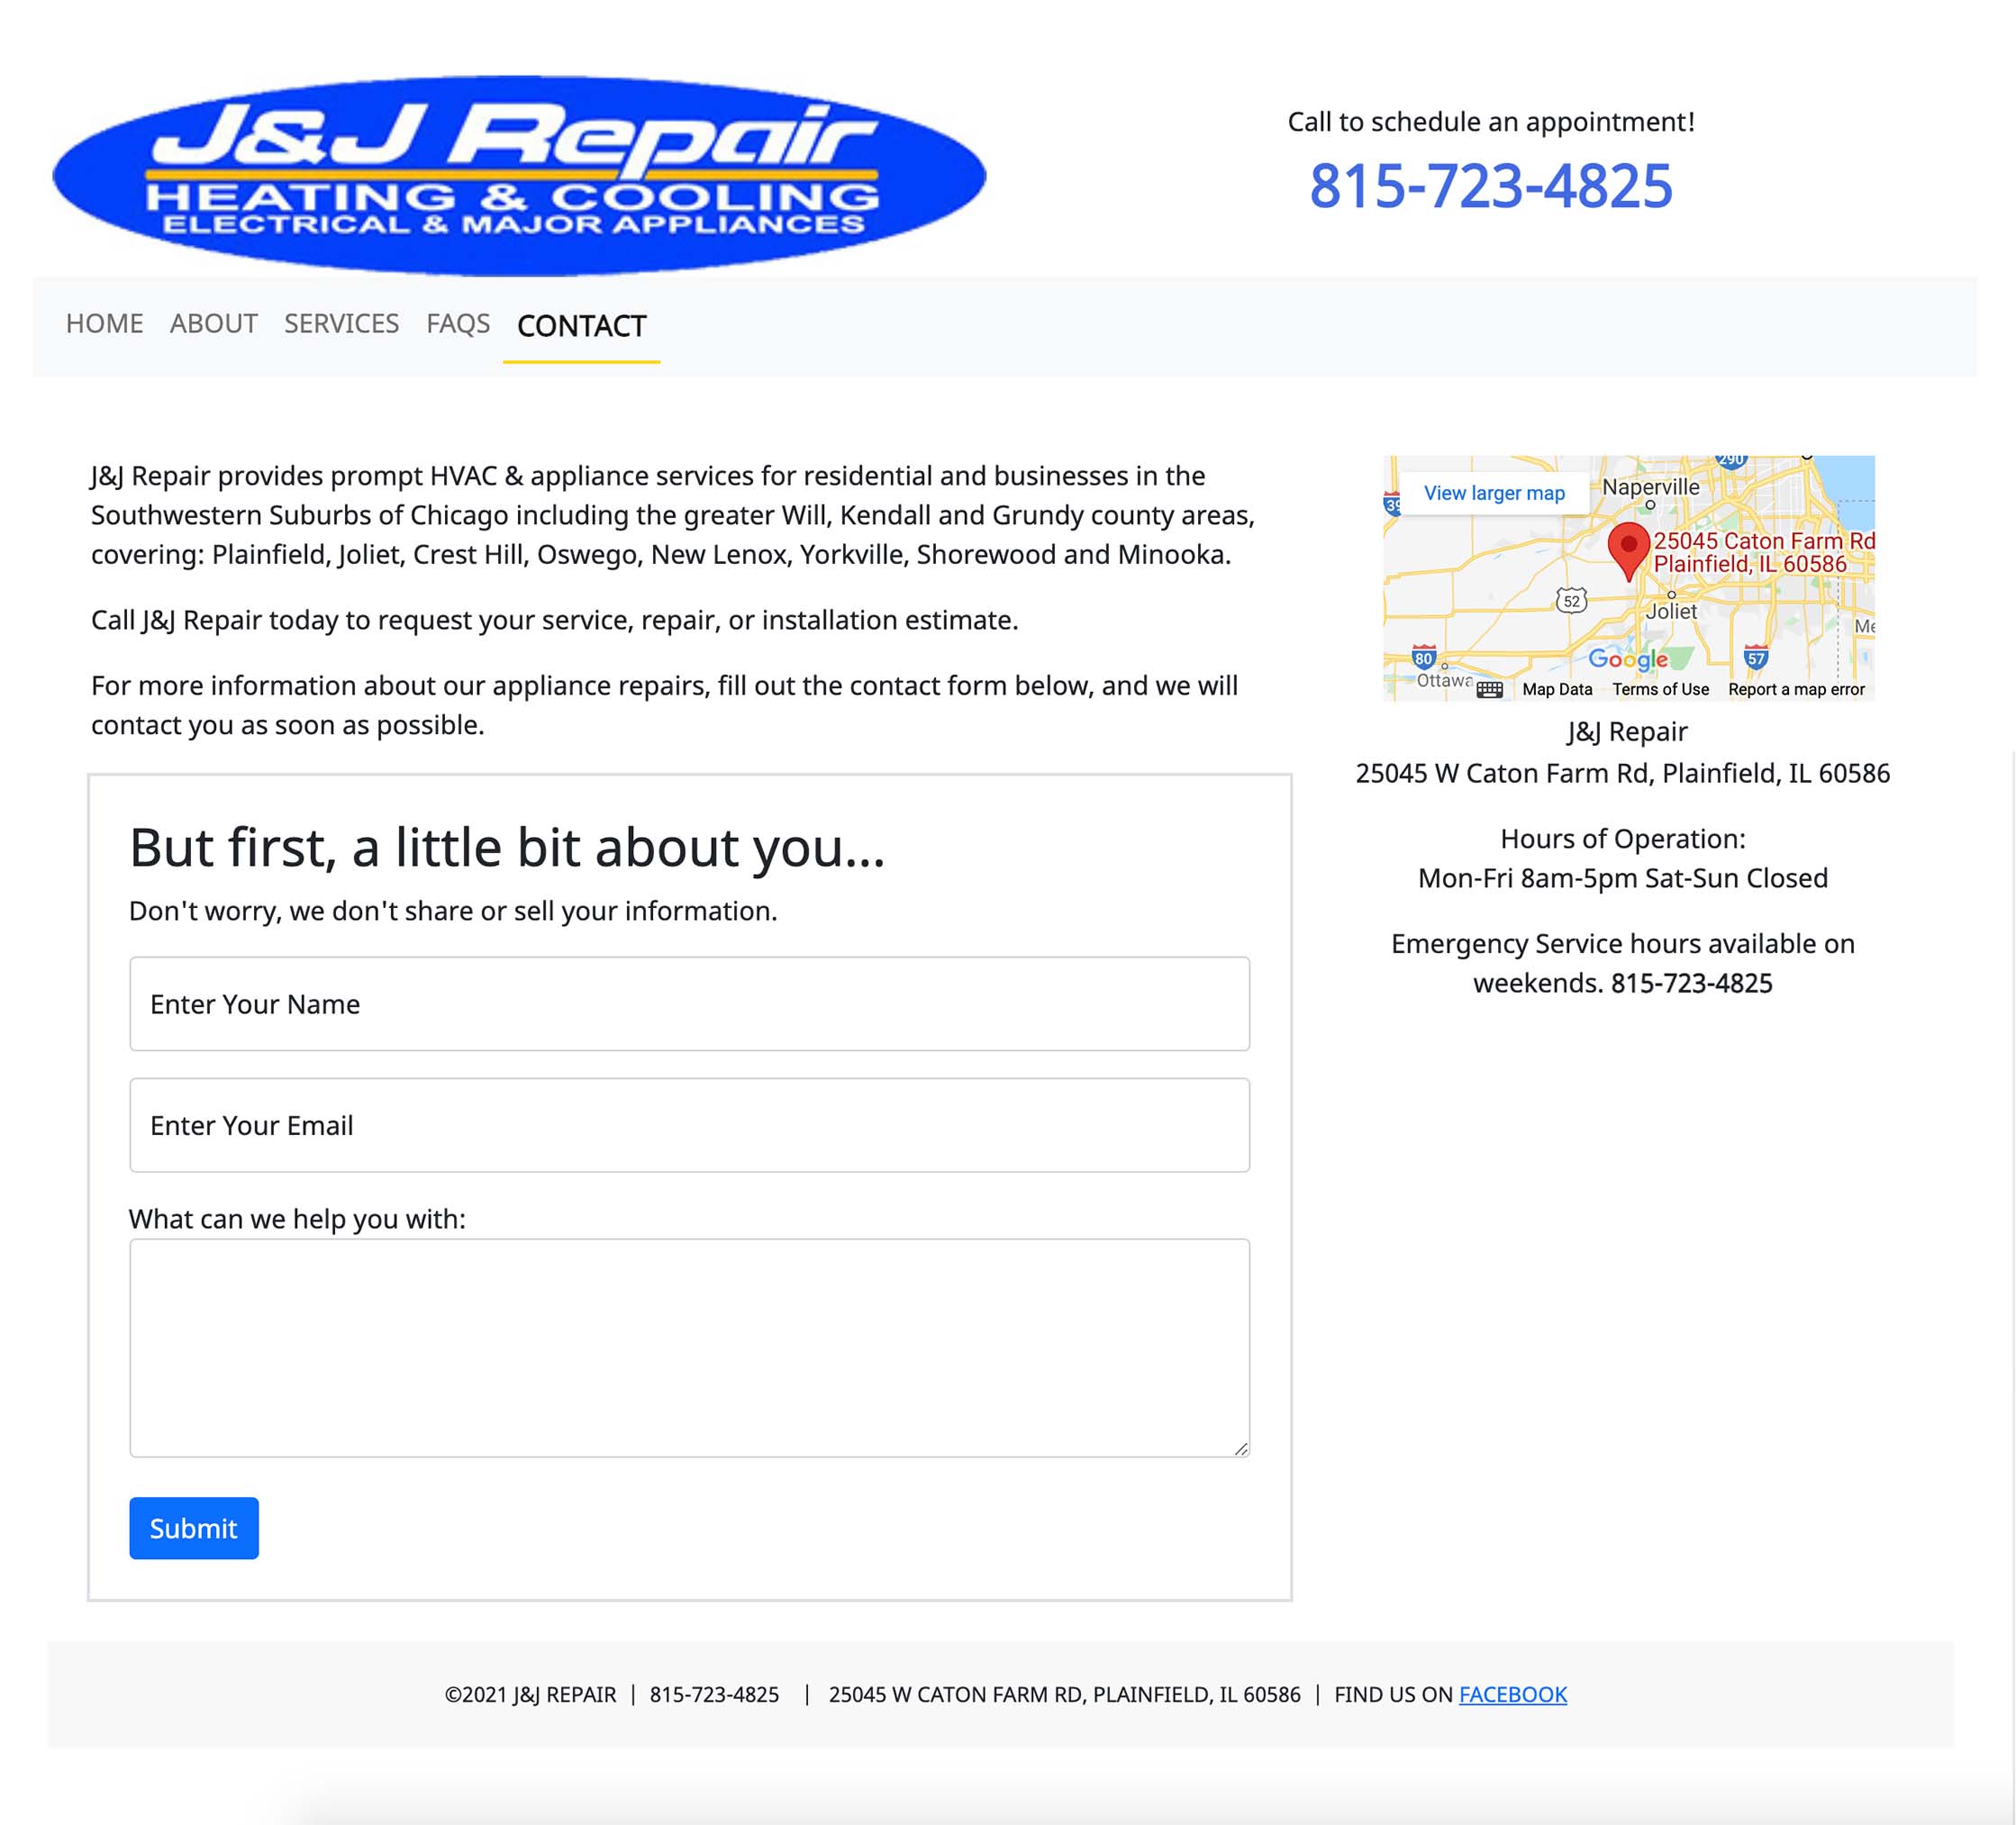 J&J Repair
HEATING & COOLING
ELECTRICAL & MAJOR APPLIANCES
Call to schedule an appointment!
815-723-4825
HOME ABOUT SERVICES FAQS CONTACT
J&J Repair provides prompt HVAC & appliance services for residential and businesses in the
Southwestern Suburbs of Chicago including the greater Will, Kendall and Grundy county areas,
covering: Plainfield, Joliet, Crest Hill, Oswego, New Lenox, Yorkville, Shorewood and Minooka.
Call J&J Repair today to request your service, repair, or installation estimate.
For more information about our appliance repairs, fill out the contact form below, and we will
contact you as soon as possible.
But first, a little bit about you...
Don't worry, we don't share or sell your information.
Enter Your Name
Enter Your Email
What can we help you with:
Submit
290
39
View larger map
Naperville
25045 Caton Farm Rd
Plainfield, IL 60586
52
Joliet
Me
80
57
Google
Ottawa
Map Data Terms of Use Report a map error
J&J Repair
25045 W Caton Farm Rd, Plainfield, IL 60586
Hours of Operation:
Mon-Fri 8am-5pm Sat-Sun Closed
Emergency Service hours available on
weekends. 815-723-4825
©2021 J&J REPAIR | 815-723-4825 | 25045 W CATON FARM RD, PLAINFIELD, IL 60586 | FIND US ON FACEBOOK